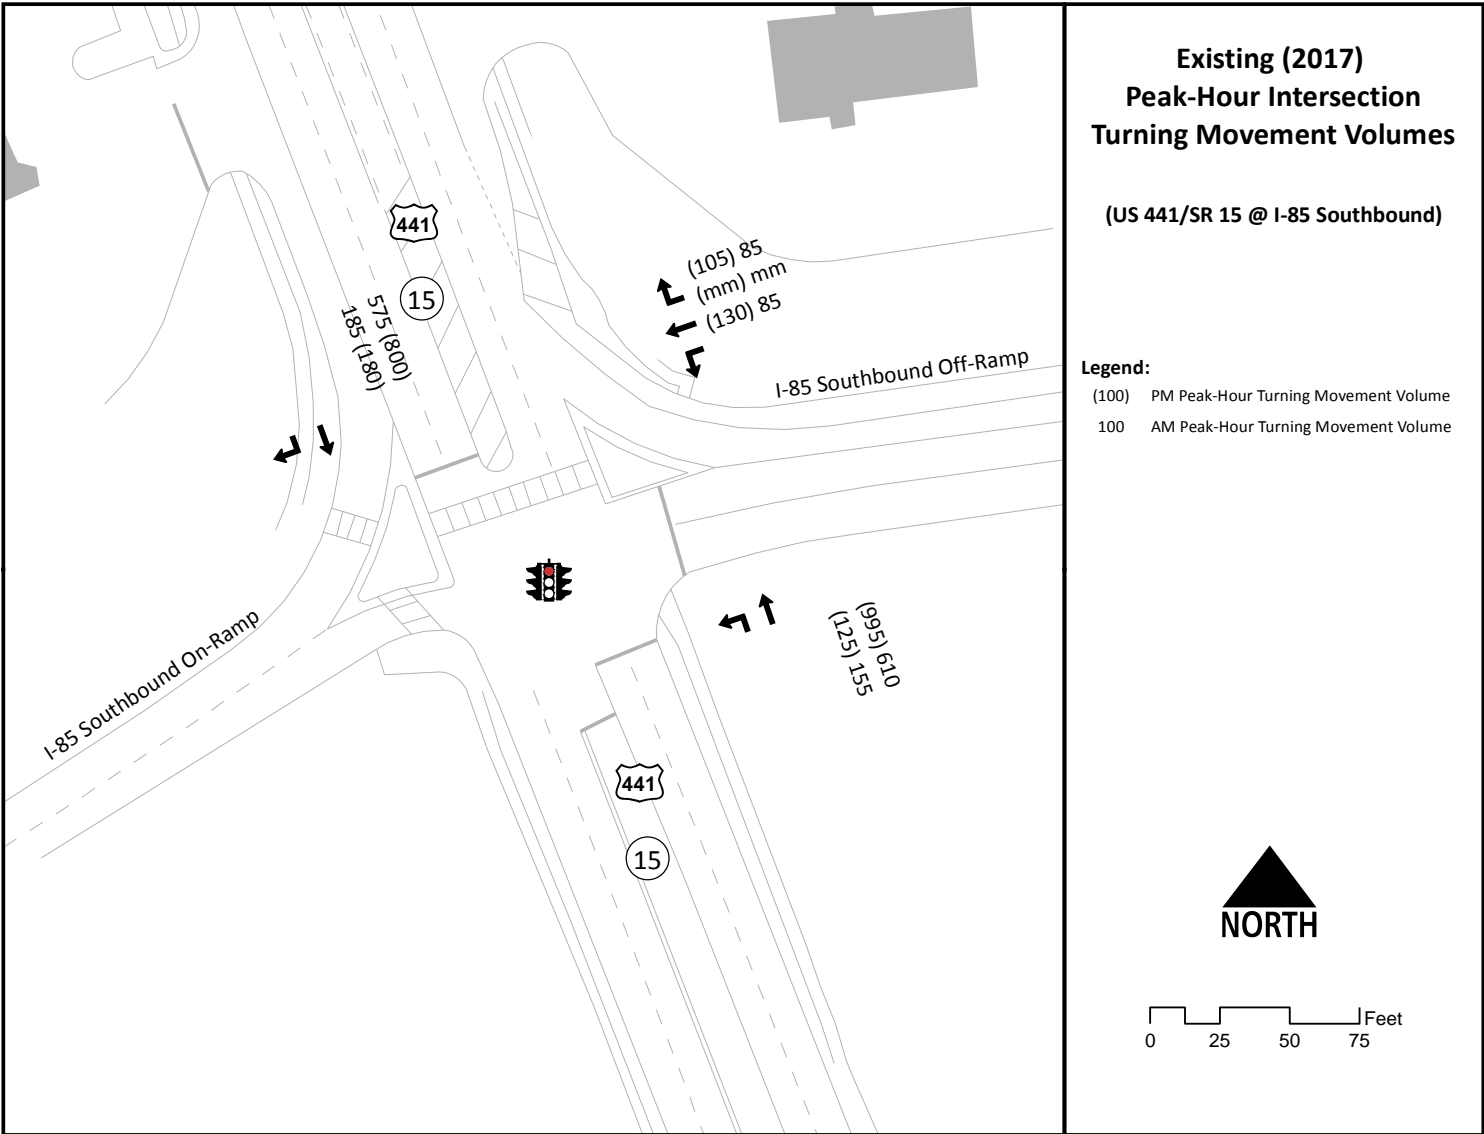 Existing (2017)
Peak-Hour Intersection
Turning Movement Volumes
(US 441/SR 15 @ I-85 Southbound)
Legend:
(100) PM Peak-Hour Turning Movement Volume
100 AM Peak-Hour Turning Movement Volume
NORTH
Feet
0 25 50 75
441
15
575 (800)
185 (180)
(105) 85
(mm) mm
(130) 85
I-85 Southbound Off-Ramp
I-85 Southbound On-Ramp
(995) 610
(125) 155
441
15